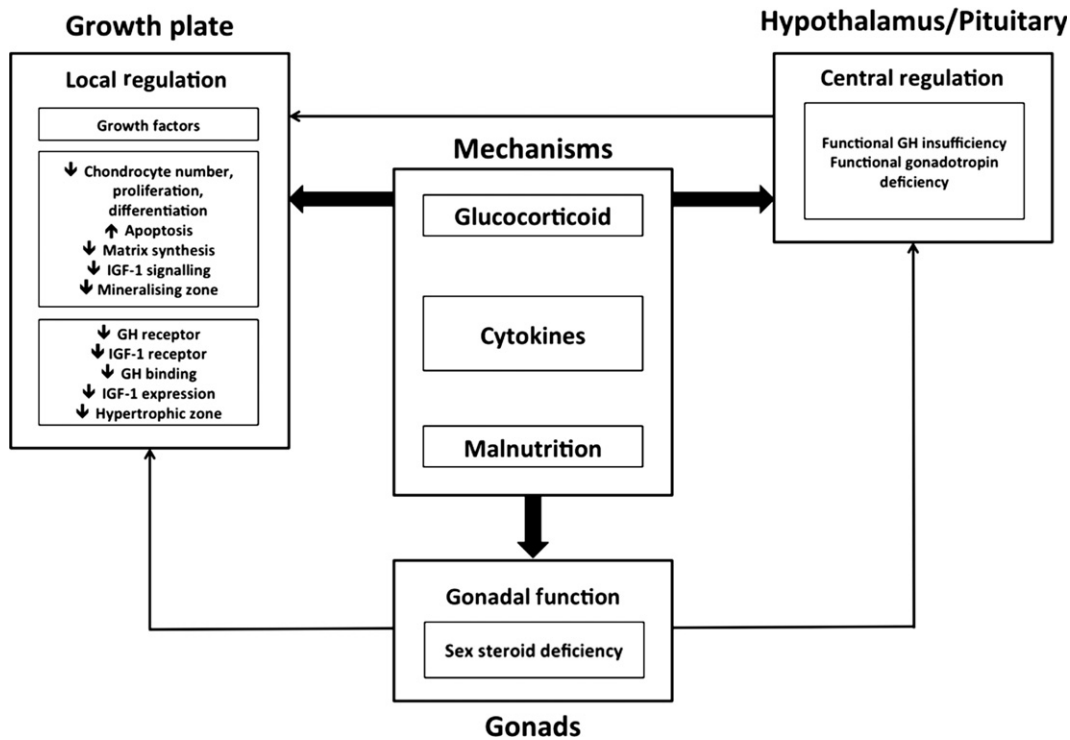 Growth plate
Local regulation
Growth factors
↓ Chondrocyte number,
proliferation,
differentiation
↑ Apoptosis
↓ Matrix synthesis
↓ IGF-1 signalling
↓ Mineralising zone
↓ GH receptor
↓ IGF-1 receptor
↓ GH binding
↓ IGF-1 expression
↓ Hypertrophic zone
Mechanisms
Glucocorticoid
Cytokines
Malnutrition
Hypothalamus/Pituitary
Central regulation
Functional GH insufficiency
Functional gonadotropin
deficiency
Gonadal function
Sex steroid deficiency
Gonads